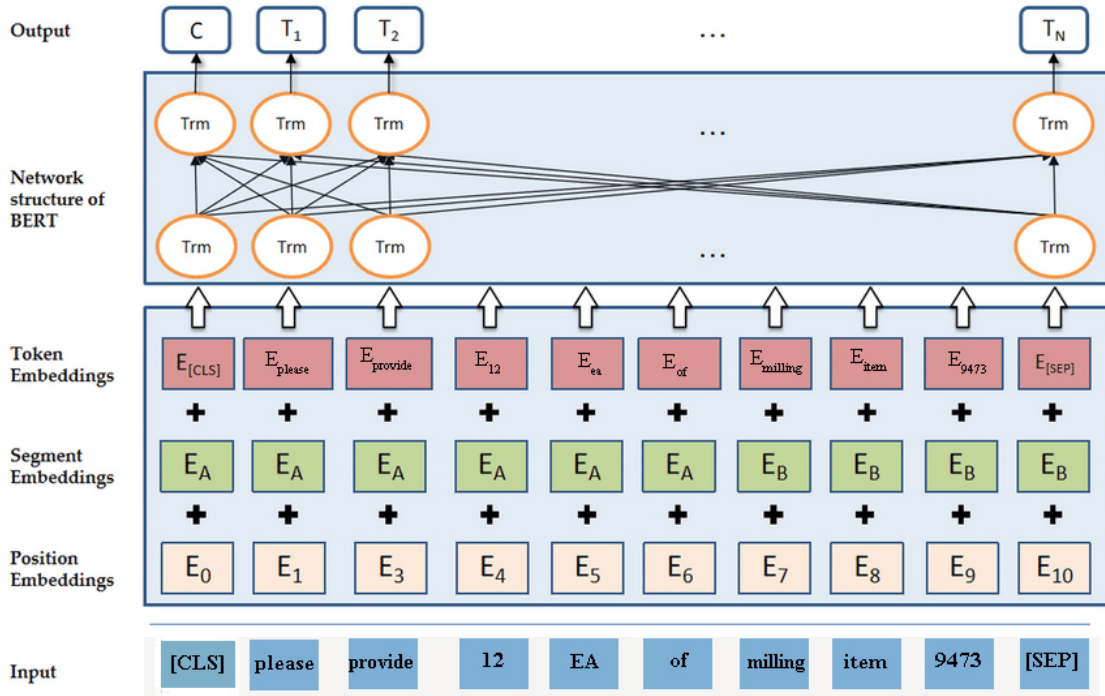 Output C T1 T2 ... TN
Trm Trm Trm ... Trm
Network
structure of
BERT
Trm Trm Trm ... Trm
Token
Embeddings
E[CLS] Eplease Eprovide E12 Eea Eof Emilling Eitem E9473 E[SEP]
+ + + + + + + + + +
Segment
Embeddings
EA EA EA EA EA EA EB EB EB EB
+ + + + + + + + + +
Position
Embeddings
E0 E1 E3 E4 E5 E6 E7 E8 E9 E10
Input [CLS] please provide 12 EA of milling item 9473 [SEP]